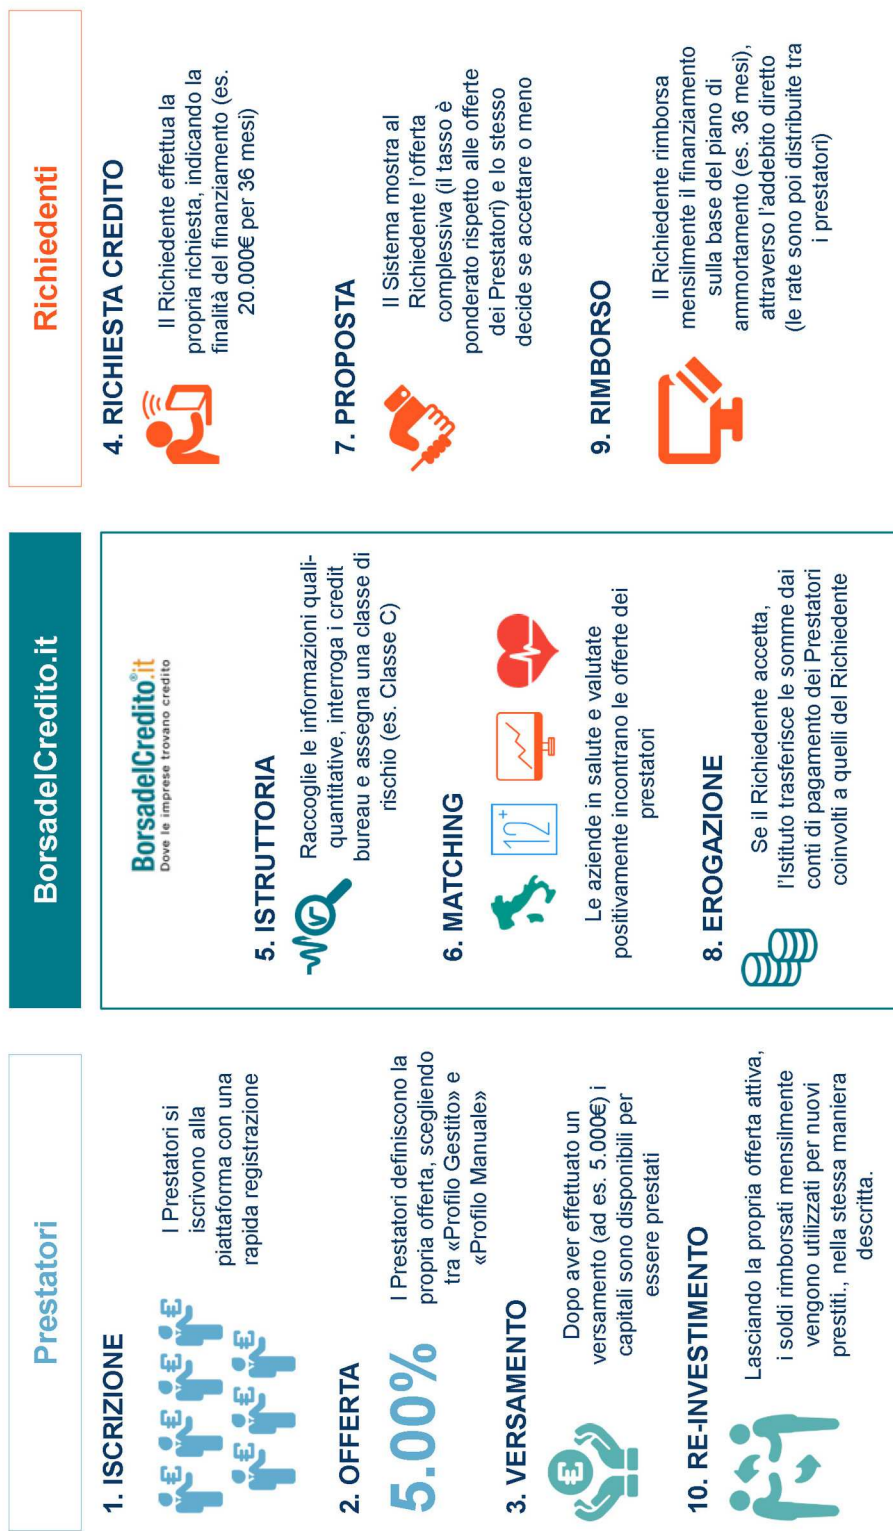 Prestatori
1. ISCRIZIONE
I Prestatori si
iscrivono alla
piattaforma con una
rapida registrazione
2. OFFERTA
5.00%
I Prestatori definiscono la
propria offerta, scegliendo
tra «Profilo Gestito» e
«Profilo Manuale»
3. VERSAMENTO
Dopo aver effettuato un
versamento (ad es. 5.000€) i
capitali sono disponibili per
essere prestati
10. RE-INVESTIMENTO
Lasciando la propria offerta attiva,
i soldi rimborsati mensilmente
vengono utilizzati per nuovi
prestiti., nella stessa maniera
descritta.
BorsadelCredito.it
BorsadelCredito®.it
Dove le imprese trovano credito
5. ISTRUTTORIA
Raccoglie le informazioni quali-
quantitative, interroga i credit
bureau e assegna una classe di
rischio (es. Classe C)
6. MATCHING
12+
Le aziende in salute e valutate
positivamente incontrano le offerte dei
prestatori
8. EROGAZIONE
Se il Richiedente accetta,
l'Istituto trasferisce le somme dai
conti di pagamento dei Prestatori
coinvolti a quelli del Richiedente
Richiedenti
4. RICHIESTA CREDITO
Il Richiedente effettua la
propria richiesta, indicando la
finalità del finanziamento (es.
20.000€ per 36 mesi)
7. PROPOSTA
Il Sistema mostra al
Richiedente l'offerta
complessiva (il tasso è
ponderato rispetto alle offerte
dei Prestatori) e lo stesso
decide se accettare o meno
9. RIMBORSO
Il Richiedente rimborsa
mensilmente il finanziamento
sulla base del piano di
ammortamento (es. 36 mesi),
attraverso l'addebito diretto
(le rate sono poi distribuite tra
i prestatori)